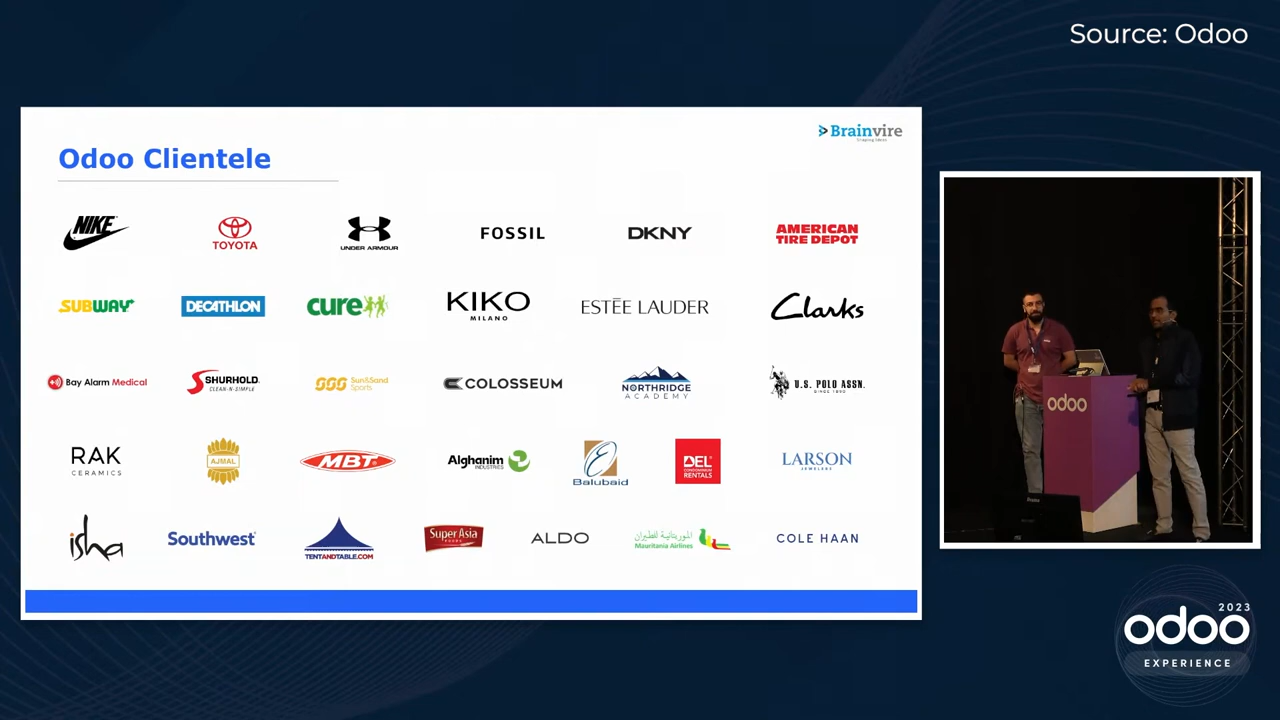 Source: Odoo
Brainvire
Odoo Clientele
NIKE
TOYOTA
UNDER ARMOUR
FOSSIL
DKNY
AMERICAN
TIRE DEPOT
SUBWAY
DECATHLON
cure
KIKO
MILANO
ESTĒE LAUDER
Clarks
Bay Alarm Medical
SHURHOLD
CLEAN-N-SIMPLE
Sun&Sand
Sports
COLOSSEUM
NORTHRIDGE
ACADEMY
U.S. POLO ASSN.
SINCE 1890
RAK
CERAMICS
AJMAL
MBT
Alghanim
INDUSTRIES
Balubaid
DEL
CONDOMINIUM
RENTALS
LARSON
JEWELERS
isha
Southwest
TENTANDTABLE.COM
Super Asia
FOODS
ALDO
الموريتانية للطيران
Mauritania Airlines
COLE HAAN
odoo
2023
odoo
EXPERIENCE